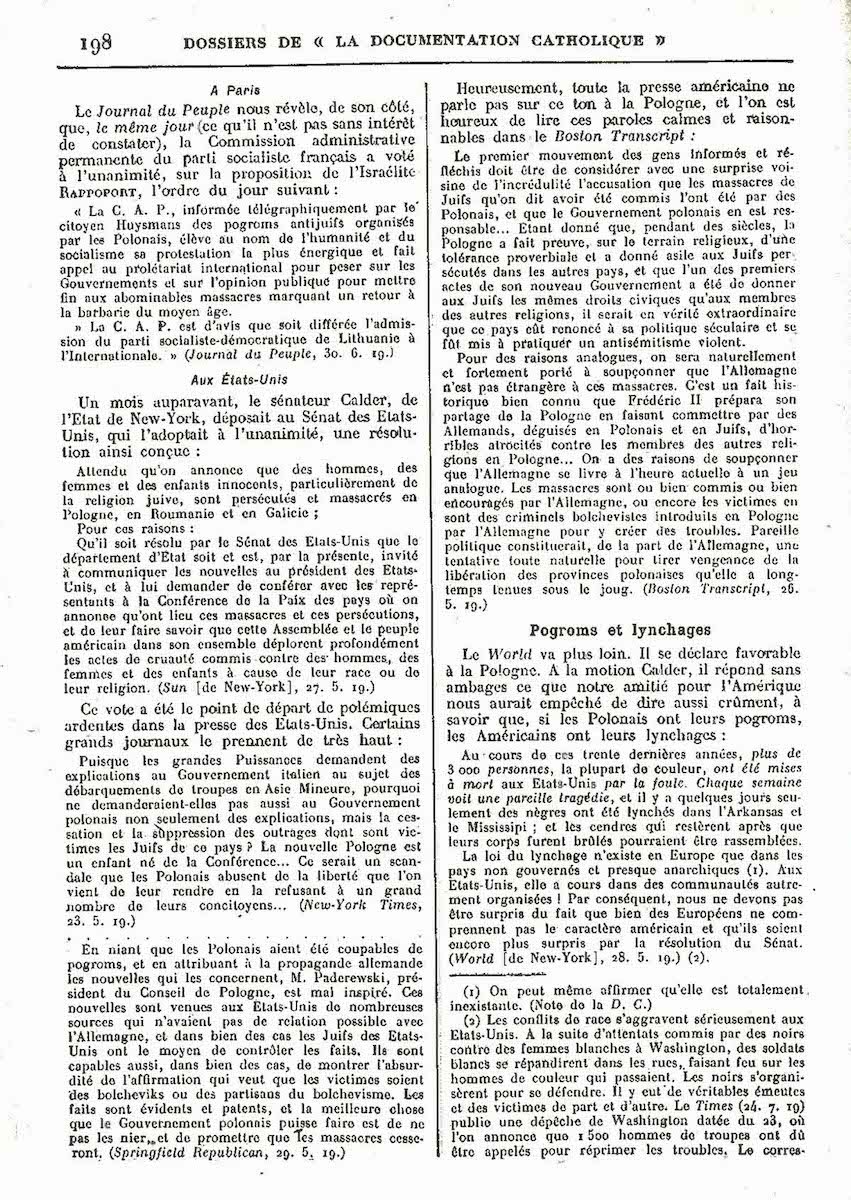 198 DOSSIERS DE « LA DOCUMENTATION CATHOLIQUE »
A Paris
Le Journal du Peuple nous révèle, de son côté,
que, le même jour (ce qu'il n'est pas sans intérêt
de constater), la Commission administrative
permanente du parti socialiste français a voté
à l'unanimité, sur la proposition de l'Israélite
RAPPOPORT, l'ordre du jour suivant :
« La C. A. P., informée télégraphiquement par le
citoyen Huysmans des pogroms antijuifs organisés
par les Polonais, élève au nom de l'humanité et du
socialisme sa protestation la plus énergique et fait
appel au prolétariat international pour peser sur les
Gouvernements et sur l'opinion publique pour mettre
fin aux abominables massacres marquant un retour à
la barbarie du moyen âge.
» La C. A. P. est d'avis que soit différée l'admis-
sion du parti socialiste-démocratique de Lithuanie à
l'Internationale. » (Journal du Peuple, 30. 6. 19.)
Aux États-Unis
Un mois auparavant, le sénateur Calder, de
l'Etat de New-York, déposait au Sénat des Etats-
Unis, qui l'adoptait à l'unanimité, une résolu-
tion ainsi conçue :
Attendu qu'on annonce que des hommes, des
femmes et des enfants innocents, particulièrement de
la religion juive, sont persécutés et massacrés en
Pologne, en Roumanie et en Galicie ;
Pour ces raisons :
Qu'il soit résolu par le Sénat des Etats-Unis que le
département d'Etat soit et est, par la présente, invité
à communiquer les nouvelles au président des Etats-
Unis, et à lui demander de conférer avec les repré-
sentants à la Conférence de la Paix des pays où on
annonce qu'ont lieu ces massacres et ces persécutions,
et de leur faire savoir que cette Assemblée et le peuple
américain dans son ensemble déplorent profondément
les actes de cruauté commis contre des hommes, des
femmes et des enfants à cause de leur race ou de
leur religion. (Sun [de New-York], 27. 5. 19.)
Ce vote a été le point de départ de polémiques
ardentes dans la presse des Etats-Unis. Certains
grands journaux le prennent de très haut :
Puisque les grandes Puissances demandent des
explications au Gouvernement italien au sujet des
débarquements de troupes en Asie Mineure, pourquoi
ne demanderaient-elles pas aussi au Gouvernement
polonais non seulement des explications, mais la ces-
sation et la suppression des outrages dont sont vic-
times les Juifs de ce pays ? La nouvelle Pologne est
un enfant né de la Conférence... Ce serait un scan-
dale que les Polonais abusent de la liberté que l'on
vient de leur rendre en la refusant à un grand
nombre de leurs concitoyens... (New-York Times,
23. 5. 19.)
. . . . . . . . . . . . . . . . . . . .
En niant que les Polonais aient été coupables de
pogroms, et en attribuant à la propagande allemande
les nouvelles qui les concernent, M. Paderewski, pré-
sident du Conseil de Pologne, est mal inspiré. Ces
nouvelles sont venues aux Etats-Unis de nombreuses
sources qui n'avaient pas de relation possible avec
l'Allemagne, et dans bien des cas les Juifs des Etats-
Unis ont le moyen de contrôler les faits. Ils sont
capables aussi, dans bien des cas, de montrer l'absur-
dité de l'affirmation qui veut que les victimes soient
des bolcheviks ou des partisans du bolchevisme. Les
faits sont évidents et patents, et la meilleure chose
que le Gouvernement polonais puisse faire est de ne
pas les nier, et de promettre que les massacres cesse-
ront. (Springfield Republican, 29. 5. 19.)
Heureusement, toute la presse américaine ne
parle pas sur ce ton à la Pologne, et l'on est
heureux de lire ces paroles calmes et raison-
nables dans le Boston Transcript :
Le premier mouvement des gens informés et ré-
fléchis doit être de considérer avec une surprise voi-
sine de l'incrédulité l'accusation que les massacres de
Juifs qu'on dit avoir été commis l'ont été par des
Polonais, et que le Gouvernement polonais en est res-
ponsable... Etant donné que, pendant des siècles, la
Pologne a fait preuve, sur le terrain religieux, d'une
tolérance proverbiale et a donné asile aux Juifs per-
sécutés dans les autres pays, et que l'un des premiers
actes de son nouveau Gouvernement a été de donner
aux Juifs les mêmes droits civiques qu'aux membres
des autres religions, il serait en vérité extraordinaire
que ce pays eût renoncé à sa politique séculaire et se
fût mis à pratiquer un antisémitisme violent.
Pour des raisons analogues, on sera naturellement
et fortement porté à soupçonner que l'Allemagne
n'est pas étrangère à ces massacres. C'est un fait his-
torique bien connu que Frédéric II prépara son
partage de la Pologne en faisant commettre par des
Allemands, déguisés en Polonais et en Juifs, d'hor-
ribles atrocités contre les membres des autres reli-
gions en Pologne... On a des raisons de soupçonner
que l'Allemagne se livre à l'heure actuelle à un jeu
analogue. Les massacres sont ou bien commis ou bien
encouragés par l'Allemagne, ou encore les victimes en
sont des criminels bolchevistes introduits en Pologne
par l'Allemagne pour y créer des troubles. Pareille
politique constituerait, de la part de l'Allemagne, une
tentative toute naturelle pour tirer vengeance de la
libération des provinces polonaises qu'elle a long-
temps tenues sous le joug. (Boston Transcript, 26.
5. 19.)
Pogroms et lynchages
Le World va plus loin. Il se déclare favorable
à la Pologne. A la motion Calder, il répond sans
ambages ce que notre amitié pour l'Amérique
nous aurait empêché de dire aussi crûment, à
savoir que, si les Polonais ont leurs pogroms,
les Américains ont leurs lynchages :
Au cours de ces trente dernières années, plus de
3 000 personnes, la plupart de couleur, ont été mises
à mort aux Etats-Unis par la foule. Chaque semaine
voit une pareille tragédie, et il y a quelques jours seu-
lement des nègres ont été lynchés dans l'Arkansas et
le Mississipi ; et les cendres qui restèrent après que
leurs corps furent brûlés pourraient être rassemblées.
La loi du lynchage n'existe en Europe que dans les
pays non gouvernés et presque anarchiques (1). Aux
Etats-Unis, elle a cours dans des communautés autre-
ment organisées ! Par conséquent, nous ne devons pas
être surpris du fait que bien des Européens ne com-
prennent pas le caractère américain et qu'ils soient
encore plus surpris par la résolution du Sénat.
(World [de New-York], 28. 5. 19.) (2).
(1) On peut même affirmer qu'elle est totalement
inexistante. (Note de la D. C.)
(2) Les conflits de race s'aggravent sérieusement aux
Etats-Unis. A la suite d'attentats commis par des noirs
contre des femmes blanches à Washington, des soldats
blancs se répandirent dans les rues, faisant feu sur les
hommes de couleur qui passaient. Les noirs s'organi-
sèrent pour se défendre. Il y eut de véritables émeutes
et des victimes de part et d'autre. Le Times (24. 7. 19)
publie une dépêche de Washington datée du 23, où
l'on annonce que 1 500 hommes de troupes ont dû
être appelés pour réprimer les troubles. Le corres-